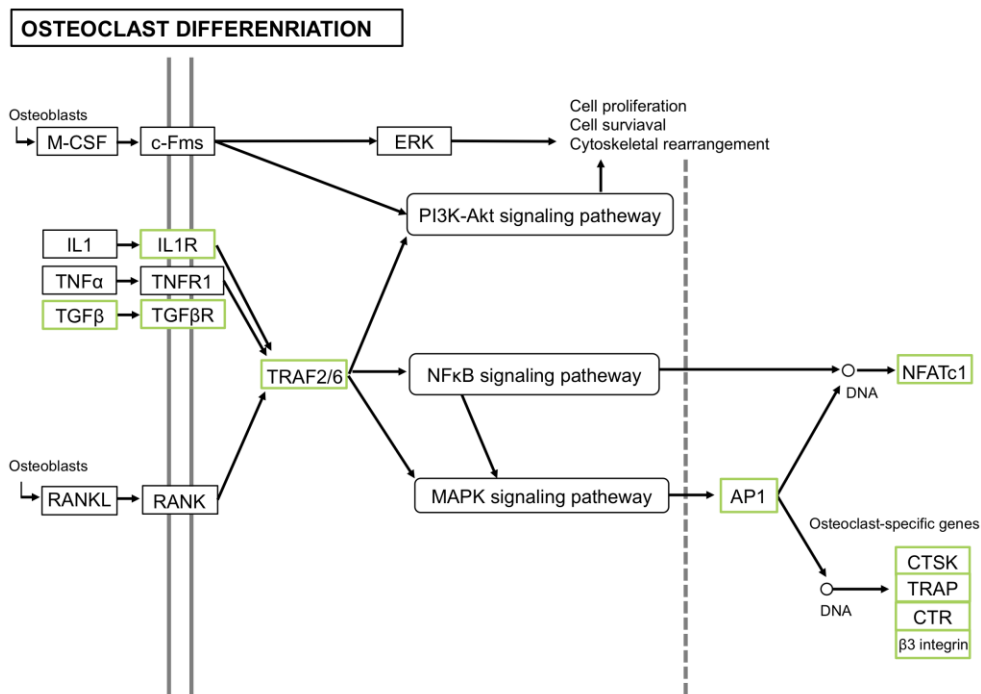 OSTEOCLAST DIFFERENRIATION
Osteoblasts
M-CSF
c-Fms
ERK
Cell proliferation
Cell surviaval
Cytoskeletal rearrangement
PI3K-Akt signaling pathway
IL1
IL1R
TNFα
TNFR1
TGFβ
TGFβR
TRAF2/6
NFκB signaling pathway
DNA
NFATc1
Osteoblasts
RANKL
RANK
MAPK signaling pathway
AP1
Osteoclast-specific genes
DNA
CTSK
TRAP
CTR
β3 integrin